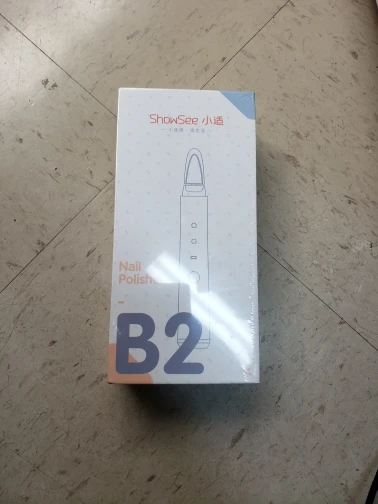 ShowSee 小适
Nail
Polish
B2